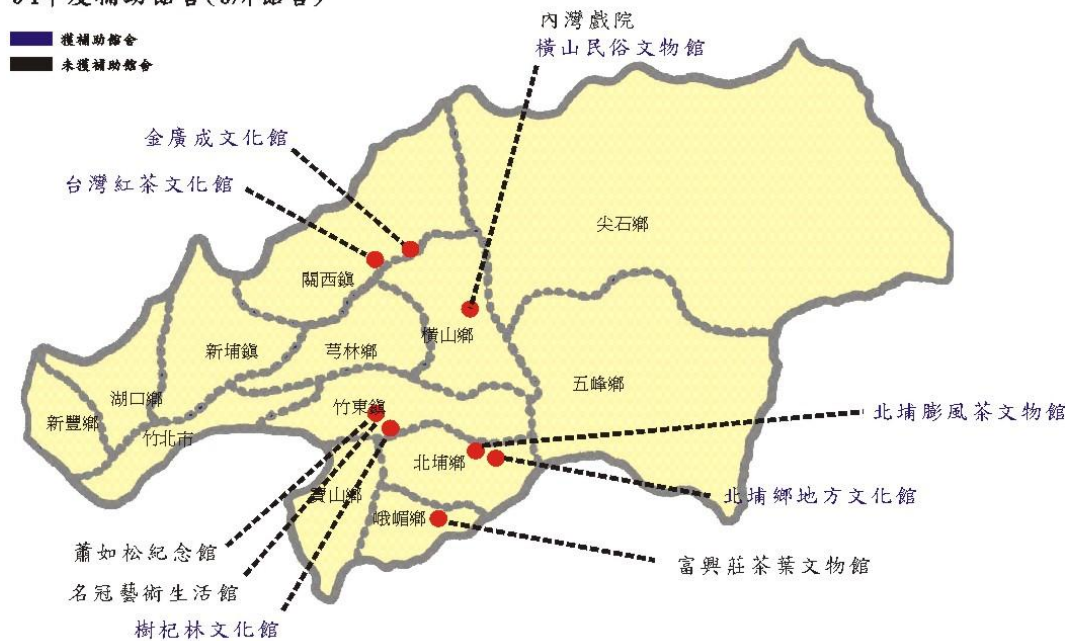 獲補助館舍
未獲補助館舍
內灣戲院
橫山民俗文物館
金廣成文化館
台灣紅茶文化館
尖石鄉
關西鎮
橫山鄉
新埔鎮
芎林鄉
五峰鄉
湖口鄉
竹東鎮
新豐鄉
竹北市
北埔膨風茶文物館
北埔鄉
寶山鄉
北埔鄉地方文化館
峨嵋鄉
蕭如松紀念館
富興莊茶葉文物館
名冠藝術生活館
樹杞林文化館